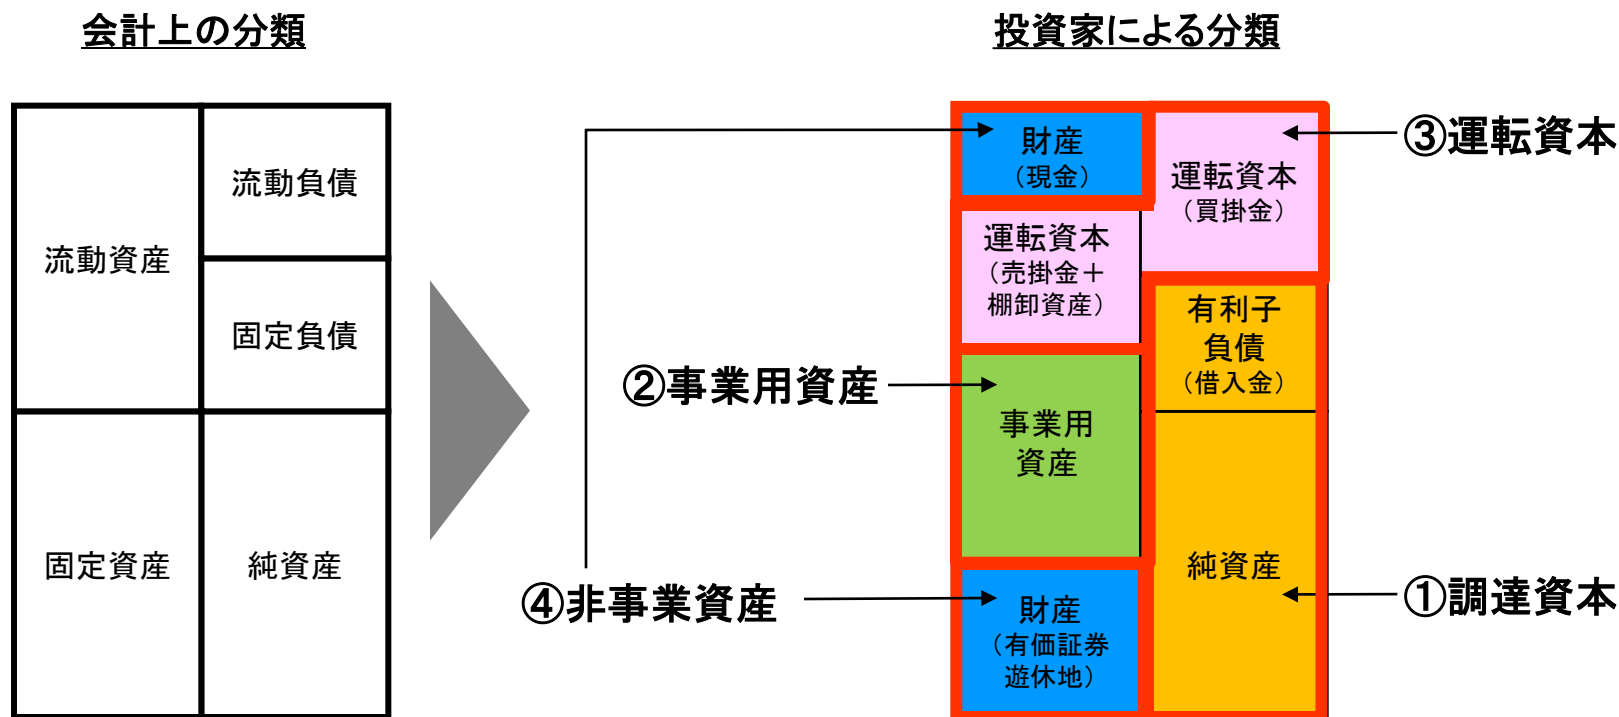 会計上の分類
流動資産
流動負債
固定負債
固定資産
純資産
投資家による分類
財産
（現金）
運転資本
（買掛金）
運転資本
（売掛金＋
棚卸資産）
有利子
負債
（借入金）
事業用
資産
純資産
財産
（有価証券
遊休地）
③運転資本
②事業用資産
④非事業資産
①調達資本